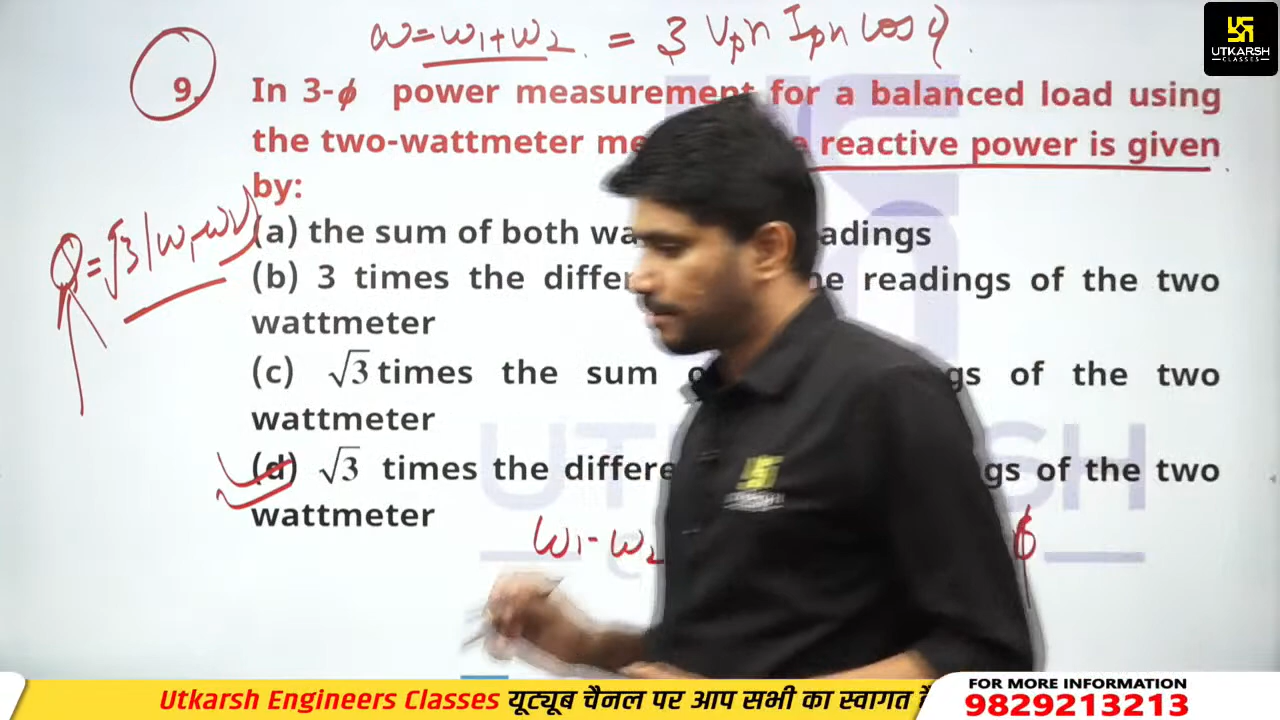 W = W1 + W2 = 3 Vph Iph Cos φ
UTKARSH
CLASSES
9. In 3-ϕ power measurement for a balanced load using
the two-wattmeter me reactive power is given
by:
Q = √3 |W1-W2|
(a) the sum of both wa adings
(b) 3 times the differe readings of the two
wattmeter
(c) √3 times the sum of the two
wattmeter
(d) √3 times the differe gs of the two
wattmeter
W1 - W2 ϕ
Utkarsh Engineers Classes यूट्यूब चैनल पर आप सभी का स्वागत है
FOR MORE INFORMATION
9829213213